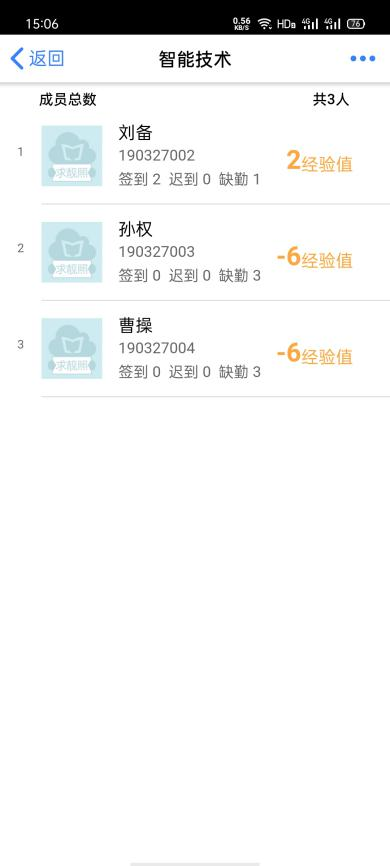 15:06 0.56 KB/S HDB 4G 4G 76
返回 智能技术
成员总数 共3人
1
求靓照
刘备
190327002
签到 2 迟到 0 缺勤 1
2经验值
2
求靓照
孙权
190327003
签到 0 迟到 0 缺勤 3
-6经验值
3
求靓照
曹操
190327004
签到 0 迟到 0 缺勤 3
-6经验值